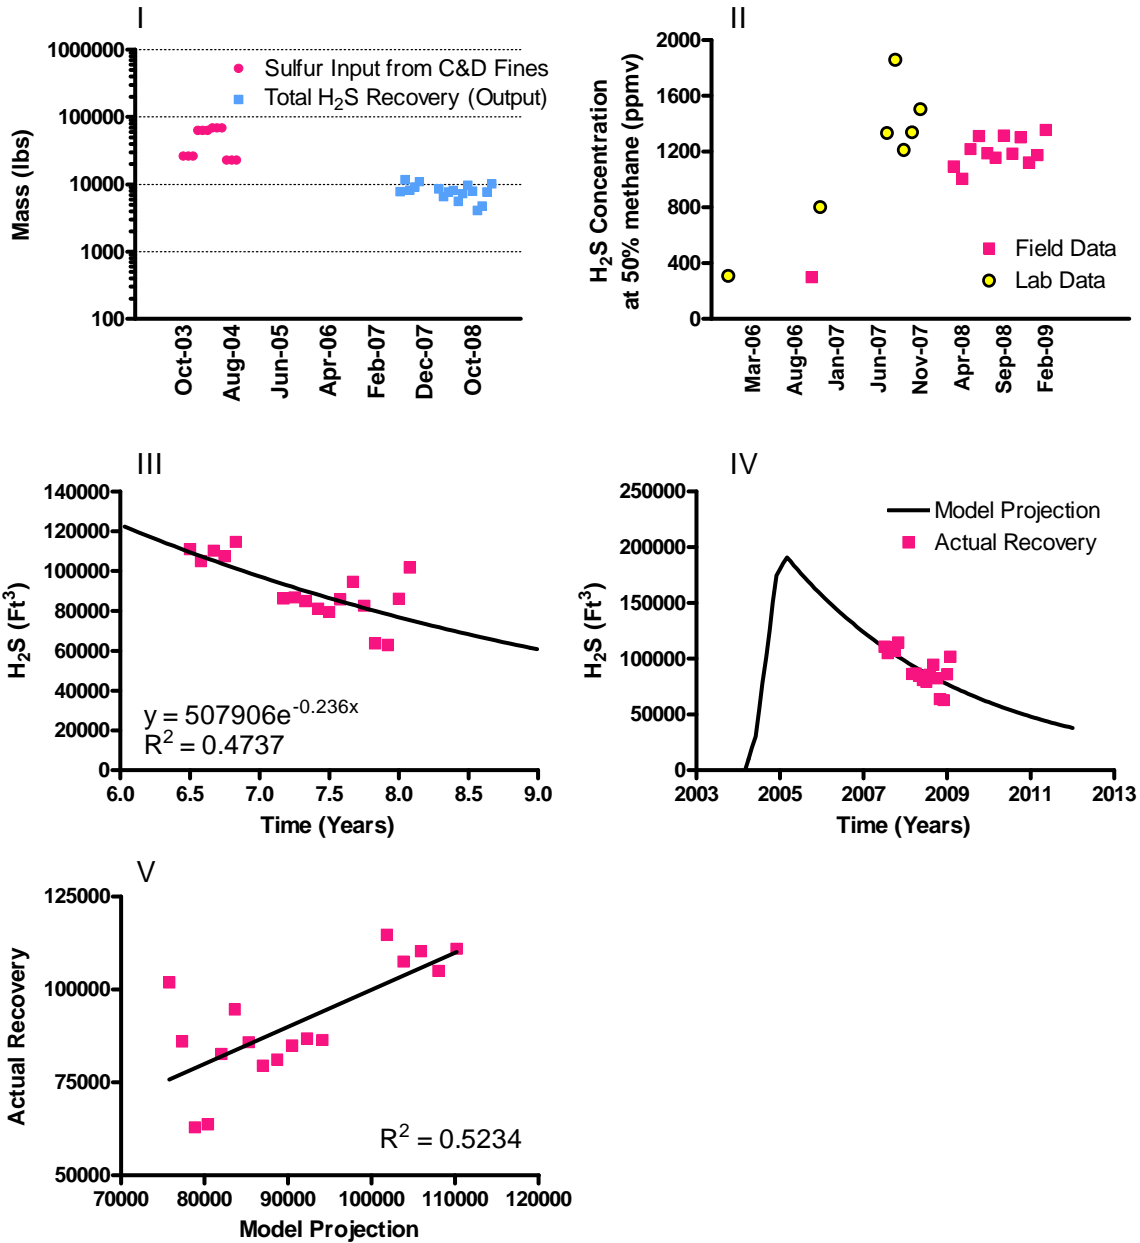 I
1000000
100000
10000
1000
100
Mass (lbs)
Sulfur Input from C&D Fines
Total H2S Recovery (Output)
Oct-03
Aug-04
Jun-05
Apr-06
Feb-07
Dec-07
Oct-08
II
2000
1600
1200
800
400
0
H2S Concentration
at 50% methane (ppmv)
Field Data
Lab Data
Mar-06
Aug-06
Jan-07
Jun-07
Nov-07
Apr-08
Sep-08
Feb-09
III
140000
120000
100000
80000
60000
40000
20000
0
H2S (Ft3)
y = 507906e-0.236x
R2 = 0.4737
6.0 6.5 7.0 7.5 8.0 8.5 9.0
Time (Years)
IV
250000
200000
150000
100000
50000
0
H2S (Ft3)
Model Projection
Actual Recovery
2003 2005 2007 2009 2011 2013
Time (Years)
V
125000
100000
75000
50000
Actual Recovery
R2 = 0.5234
70000 80000 90000 100000 110000 120000
Model Projection